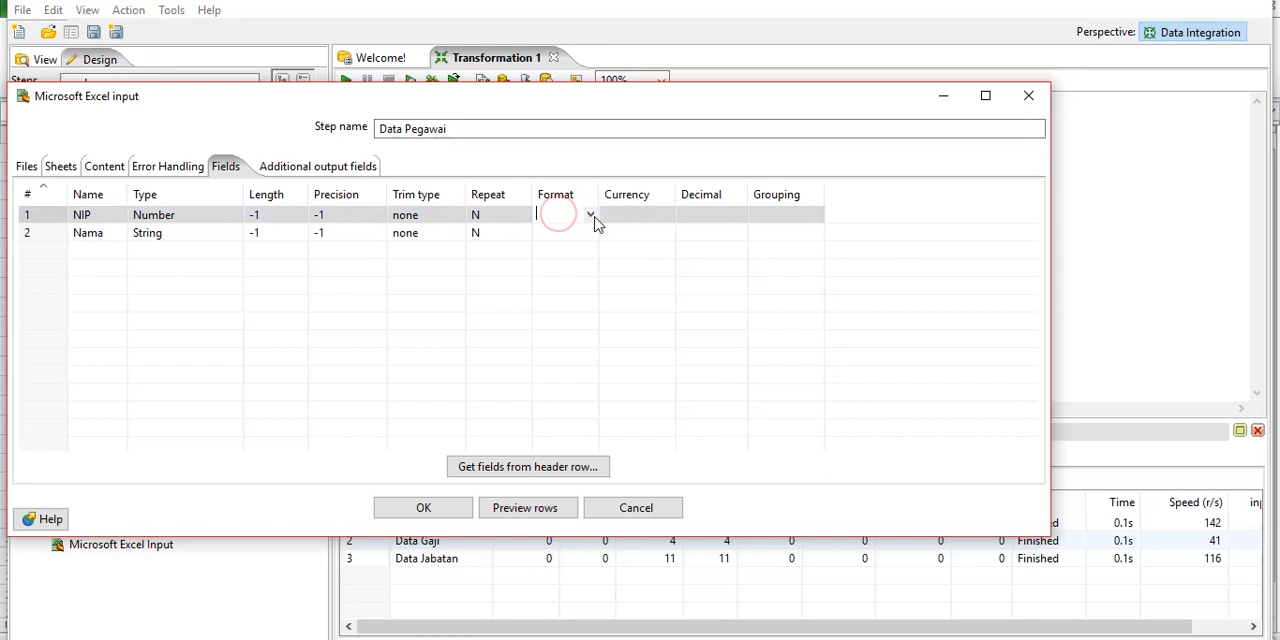 File Edit View Action Tools Help
Perspective: Data Integration
View Design Welcome! Transformation 1
100%
Microsoft Excel input
Step name Data Pegawai
Files Sheets Content Error Handling Fields Additional output fields
# Name Type Length Precision Trim type Repeat Format Currency Decimal Grouping
1 NIP Number -1 -1 none N
2 Nama String -1 -1 none N
Get fields from header row...
OK Preview rows Cancel
Help
Time Speed (r/s)
0.1s 142
Microsoft Excel Input
2 Data Gaji 0 0 4 4 0 0 0 0 Finished 0.1s 41
3 Data Jabatan 0 0 11 11 0 0 0 0 Finished 0.1s 116